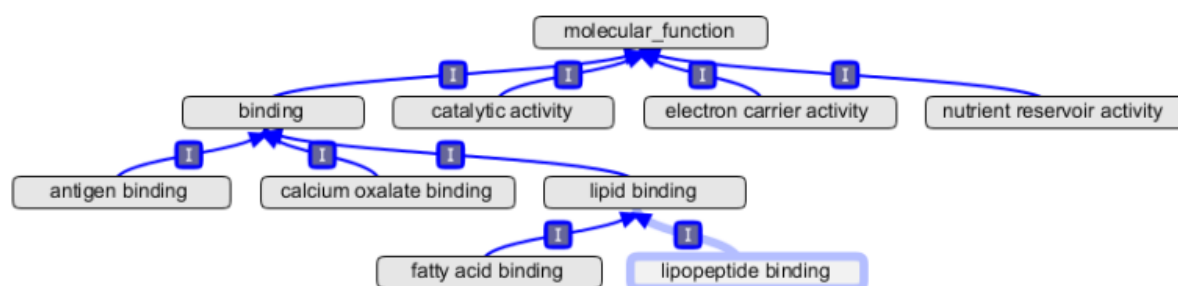 molecular_function
I I I I
binding catalytic activity electron carrier activity nutrient reservoir activity
I I I
antigen binding calcium oxalate binding lipid binding
I I
fatty acid binding lipopeptide binding